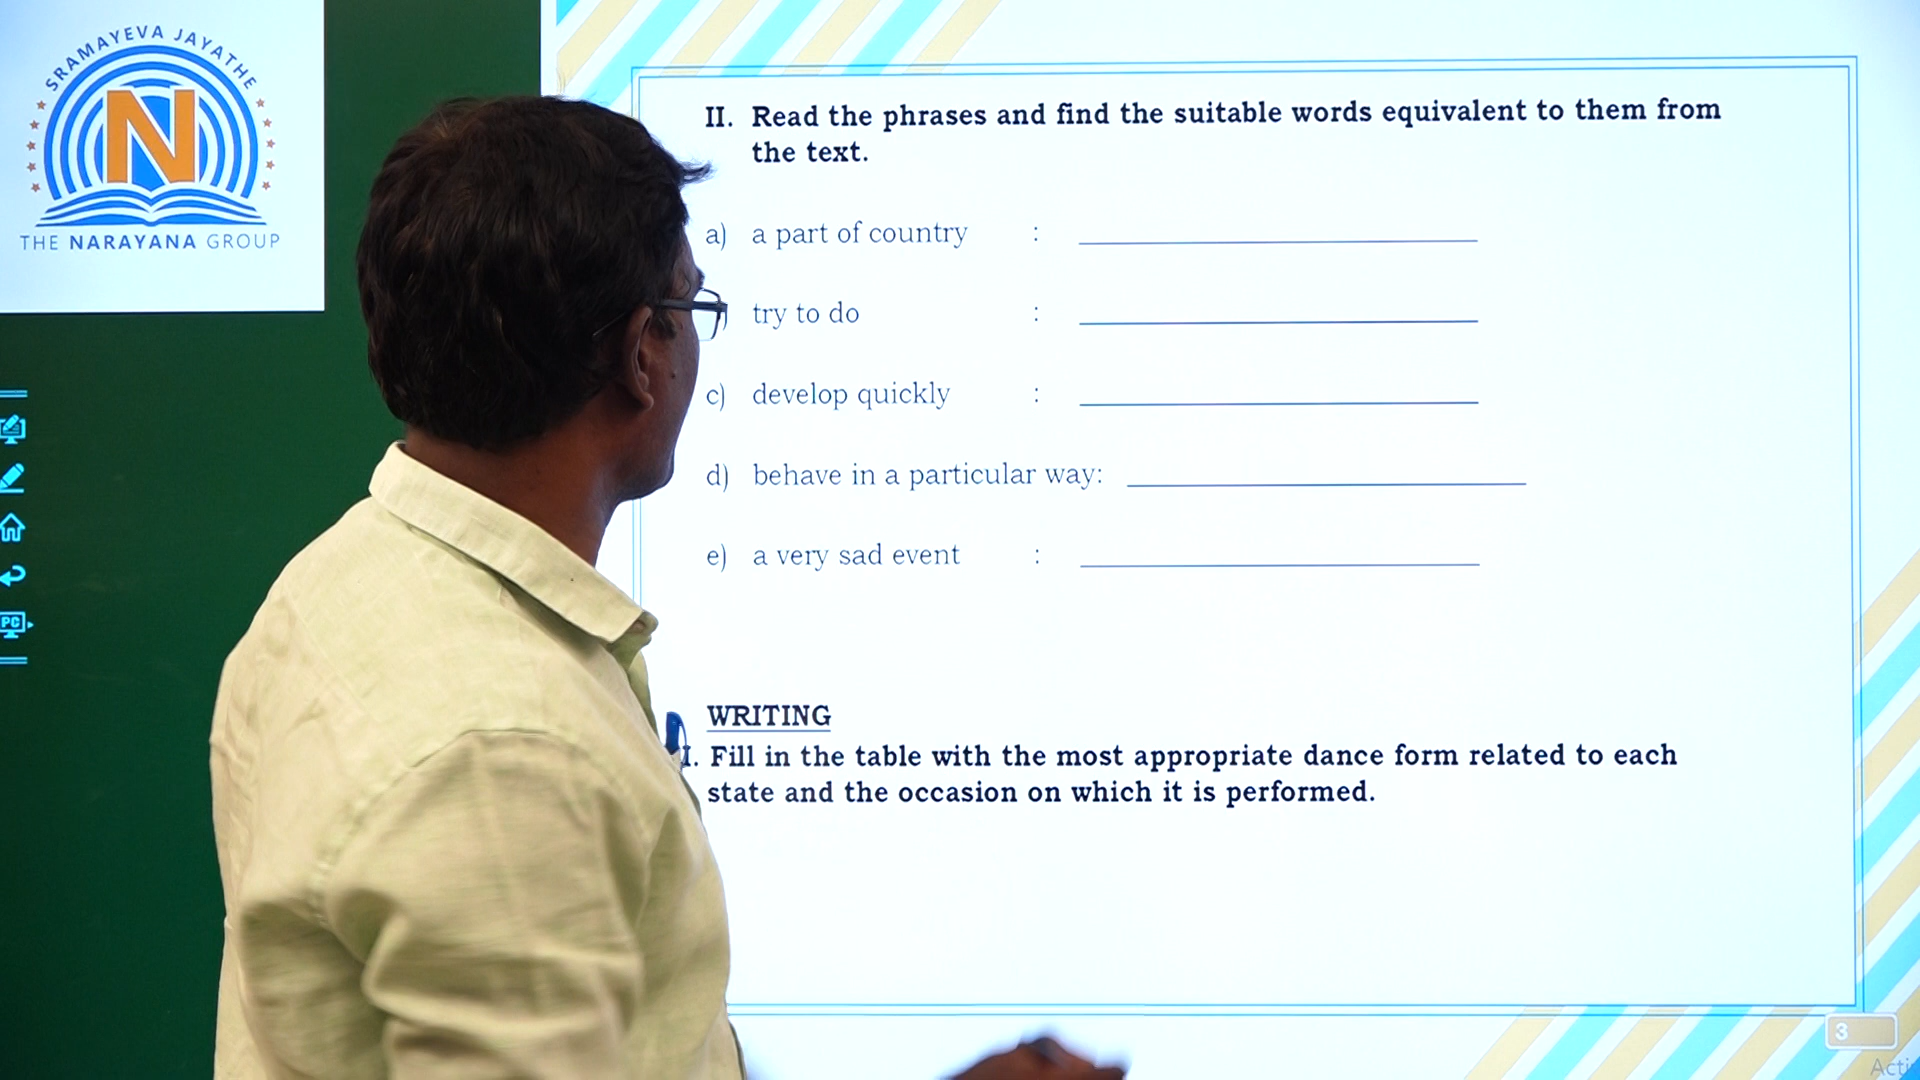 SRAMAYEVA JAYATHE
N
THE NARAYANA GROUP
PC
II. Read the phrases and find the suitable words equivalent to them from
the text.
a) a part of country : 
) try to do : 
c) develop quickly : 
d) behave in a particular way: 
e) a very sad event : 
WRITING
I. Fill in the table with the most appropriate dance form related to each
state and the occasion on which it is performed.
3